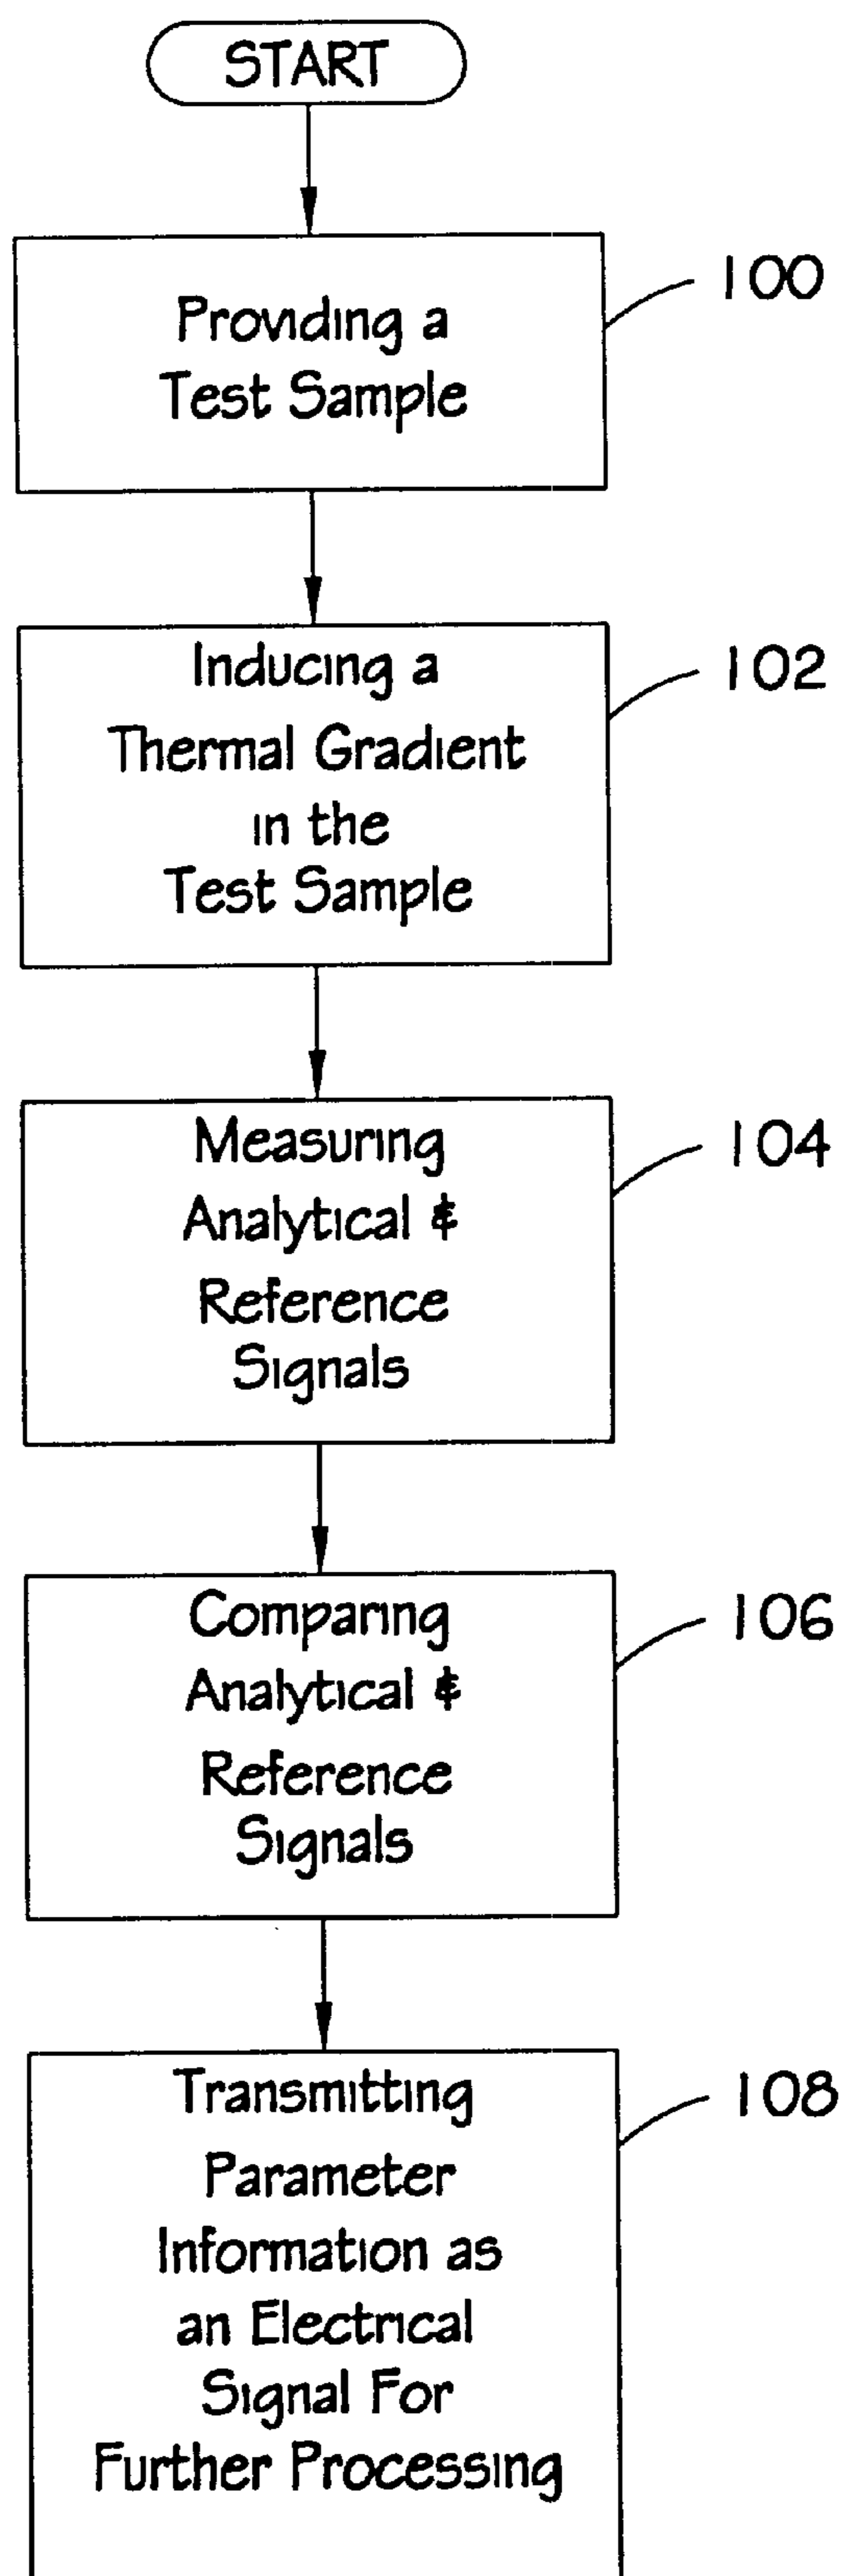 START
Providing a
Test Sample
100
Inducing a
Thermal Gradient
in the
Test Sample
102
Measuring
Analytical &
Reference
Signals
104
Comparing
Analytical &
Reference
Signals
106
Transmitting
Parameter
Information as
an Electrical
Signal For
Further Processing
108